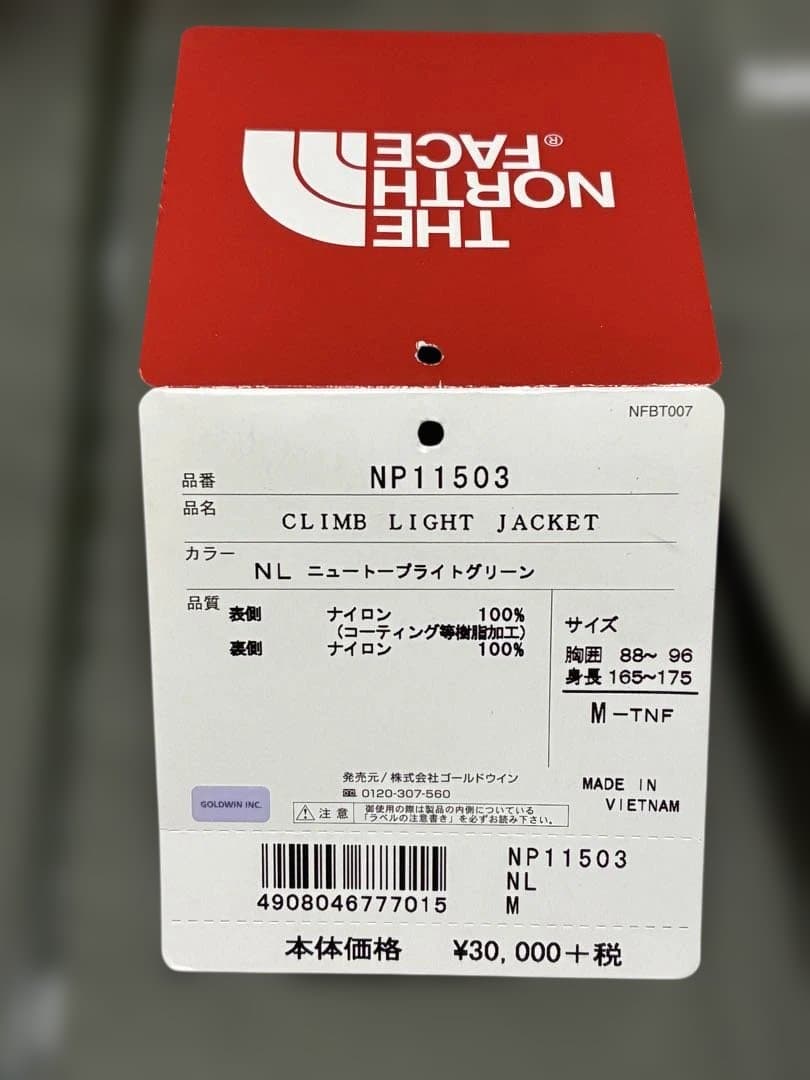 THE
NORTH
FACE®
NFBT007
品番 NP11503
品名 CLIMB LIGHT JACKET
カラー NL ニュートープライトグリーン
品質 表側 ナイロン 100%
(コーティング等樹脂加工)
裏側 ナイロン 100%
サイズ
胸囲 88～ 96
身長 165～175
M-TNF
発売元/株式会社ゴールドウイン
0120-307-560
GOLDWIN INC.
注意 御使用の際は製品の内側についている
「ラベルの注意書き」を必ずお読み下さい。
MADE IN
VIETNAM
4908046777015
NP11503
NL
M
本体価格 ¥30,000+税